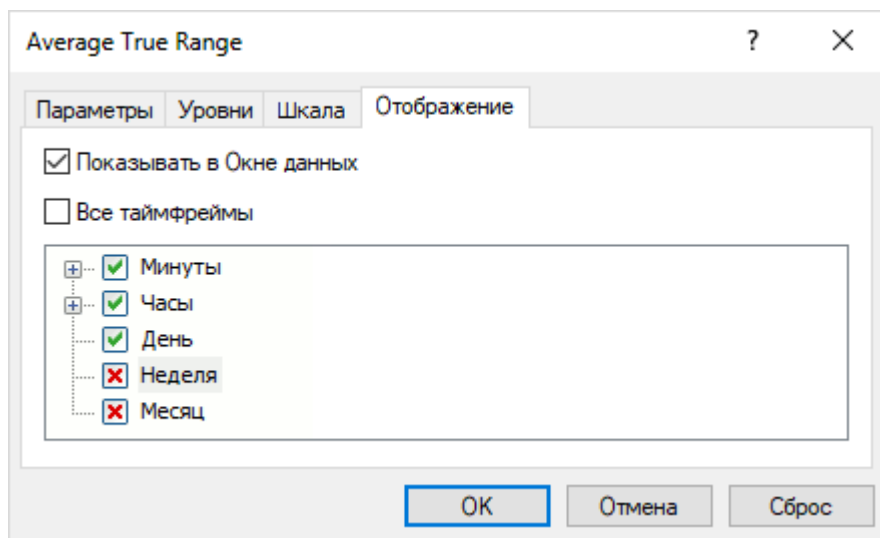 Average True Range ?
Параметры Уровни Шкала Отображение
Показывать в Окне данных
Все таймфреймы
Минуты
Часы
День
Неделя
Месяц
OK Отмена Сброс